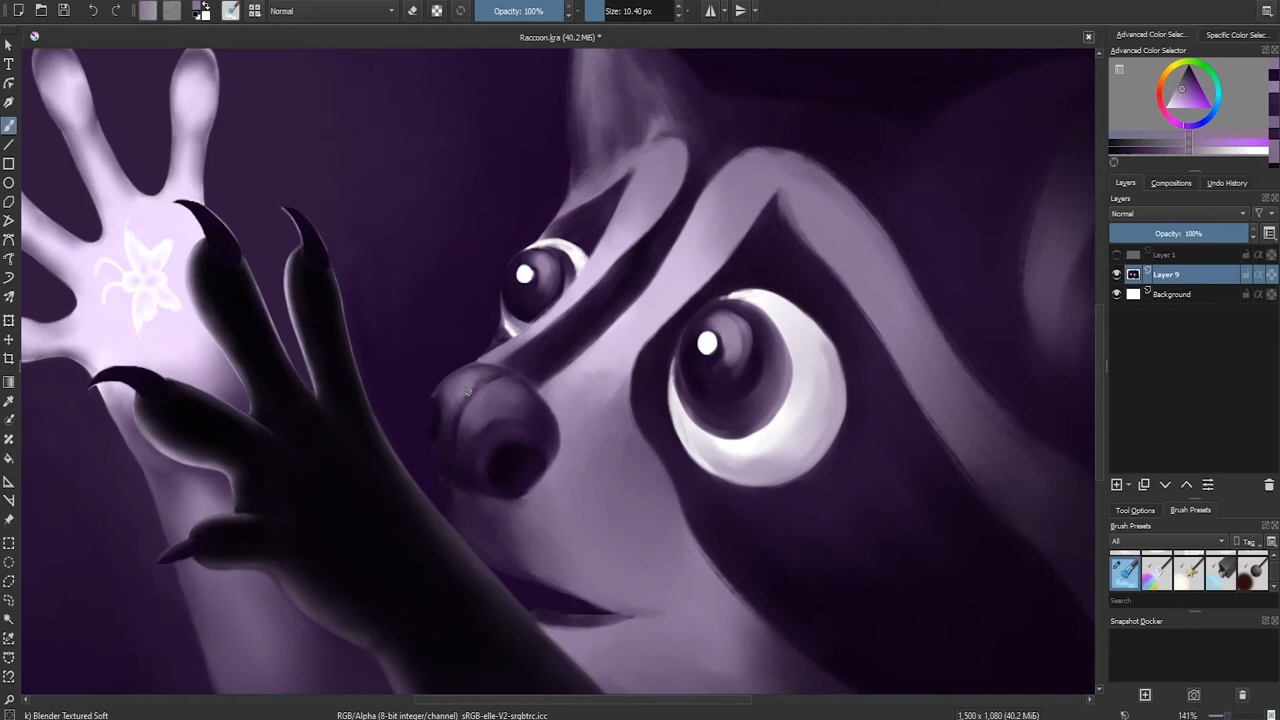 Normal
Opacity: 100%
Size: 10.40 px
Raccoon.kra (40.2 MiB) *
Advanced Color Selec...
Specific Color Selec...
Advanced Color Selector
Layers
Compositions
Undo History
Layers
Normal
Opacity: 100%
Layer 1
Layer 9
Background
Tool Options
Brush Presets
Brush Presets
All
Tag
Search
Snapshot Docker
k) Blender Textured Soft
RGB/Alpha (8-bit integer/channel) sRGB-elle-V2-srgbtrc.icc
1,500 x 1,080 (40.2 MiB)
141%